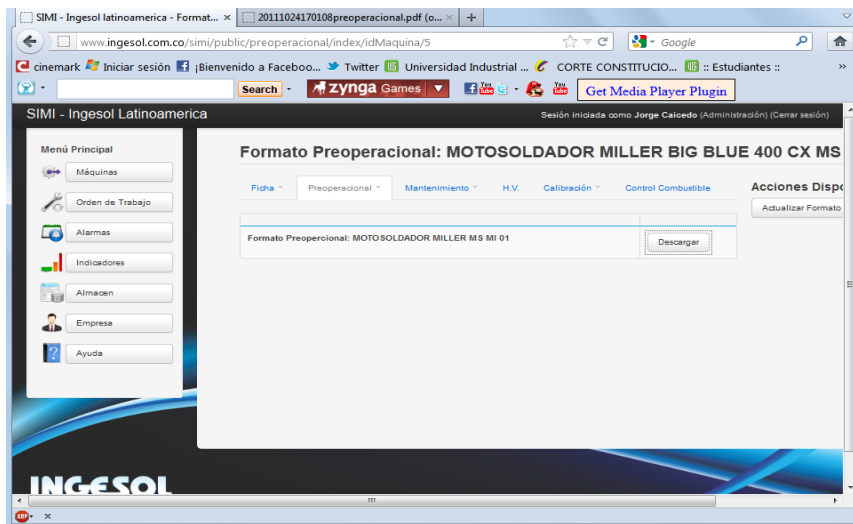 SIMI - Ingesol latinoamerica - Format... × 20111024170108preoperacional.pdf (o... × +
www.ingesol.com.co/simi/public/preoperacional/index/idMaquina/5 Google
cinemark Iniciar sesión ¡Bienvenido a Faceboo... Twitter Universidad Industrial ... CORTE CONSTITUCIO... :: Estudiantes :: »
Search zynga Games Get Media Player Plugin
SIMI - Ingesol Latinoamerica Sesión iniciada como Jorge Caicedo (Administración) (Cerrar sesión)
Menú Principal
Máquinas
Orden de Trabajo
Alarmas
Indicadores
Almacen
Empresa
Ayuda
Formato Preoperacional: MOTOSOLDADOR MILLER BIG BLUE 400 CX MS
Ficha Preoperacional Mantenimiento H.V. Calibración Control Combustible
Acciones Dispo
Actualizar Formato
Formato Preopercional: MOTOSOLDADOR MILLER MS MI 01 Descargar
INGESOL
ABP ×